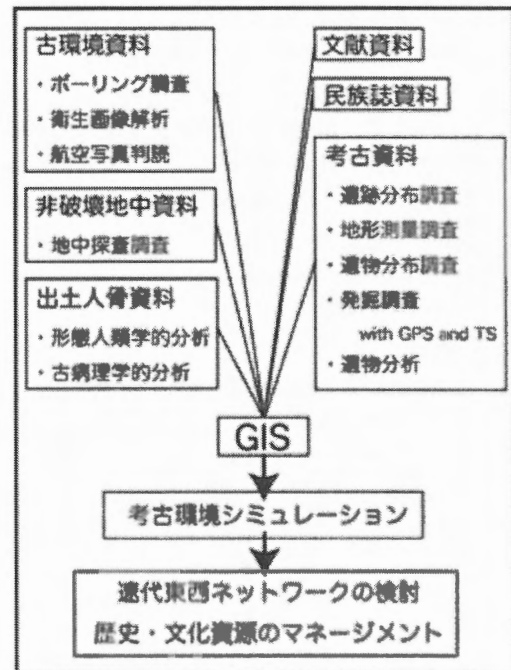 古環境資料
・ボーリング調査
・衛生画像解析
・航空写真判読
非破壊地中資料
・地中探査調査
出土人骨資料
・形態人類学的分析
・古病理学的分析
文献資料
民族誌資料
考古資料
・遺跡分布調査
・地形測量調査
・遺物分布調査
・発掘調査
with GPS and TS
・遺物分析
GIS
考古環境シミュレーション
遼代東西ネットワークの検討
歴史・文化資源のマネージメント